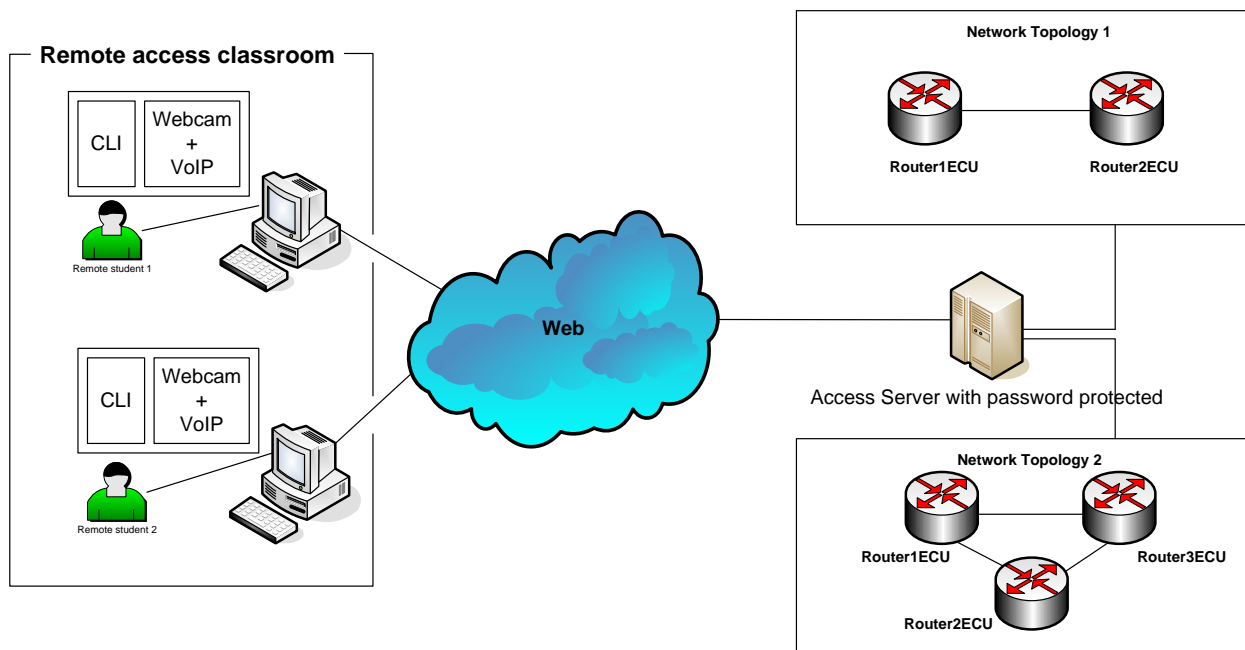 Remote access classroom
CLI
Webcam
+
VoIP
Remote student 1
CLI
Webcam
+
VoIP
Remote student 2
Web
Network Topology 1
Router1ECU
Router2ECU
Access Server with password protected
Network Topology 2
Router1ECU
Router3ECU
Router2ECU